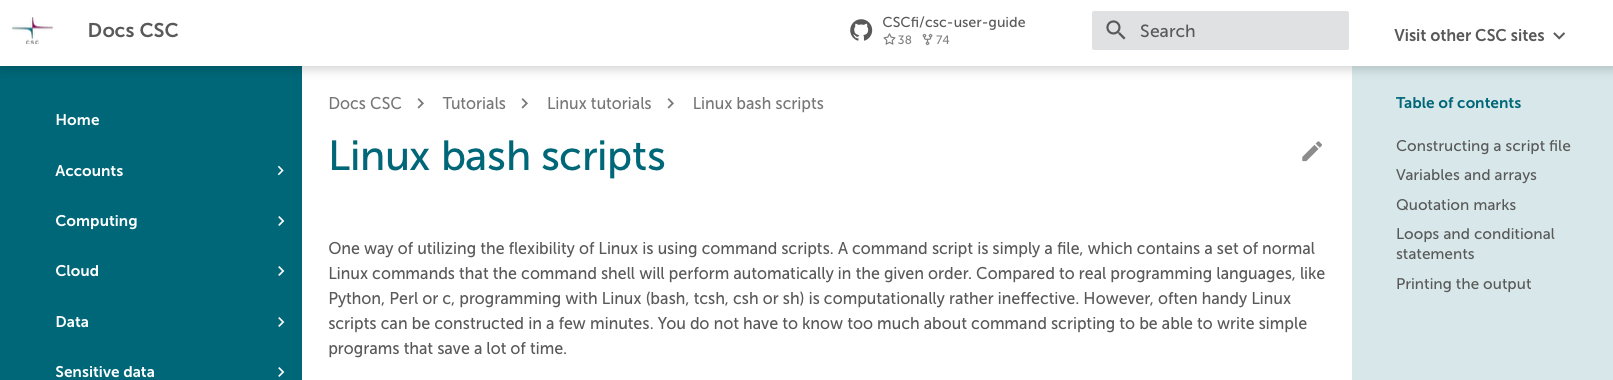 CSC
Docs CSC
CSCfi/csc-user-guide
38 74
Search
Visit other CSC sites
Home
Accounts
Computing
Cloud
Data
Sensitive data
Docs CSC > Tutorials > Linux tutorials > Linux bash scripts
Linux bash scripts
One way of utilizing the flexibility of Linux is using command scripts. A command script is simply a file, which contains a set of normal
Linux commands that the command shell will perform automatically in the given order. Compared to real programming languages, like
Python, Perl or c, programming with Linux (bash, tcsh, csh or sh) is computationally rather ineffective. However, often handy Linux
scripts can be constructed in a few minutes. You do not have to know too much about command scripting to be able to write simple
programs that save a lot of time.
Table of contents
Constructing a script file
Variables and arrays
Quotation marks
Loops and conditional
statements
Printing the output